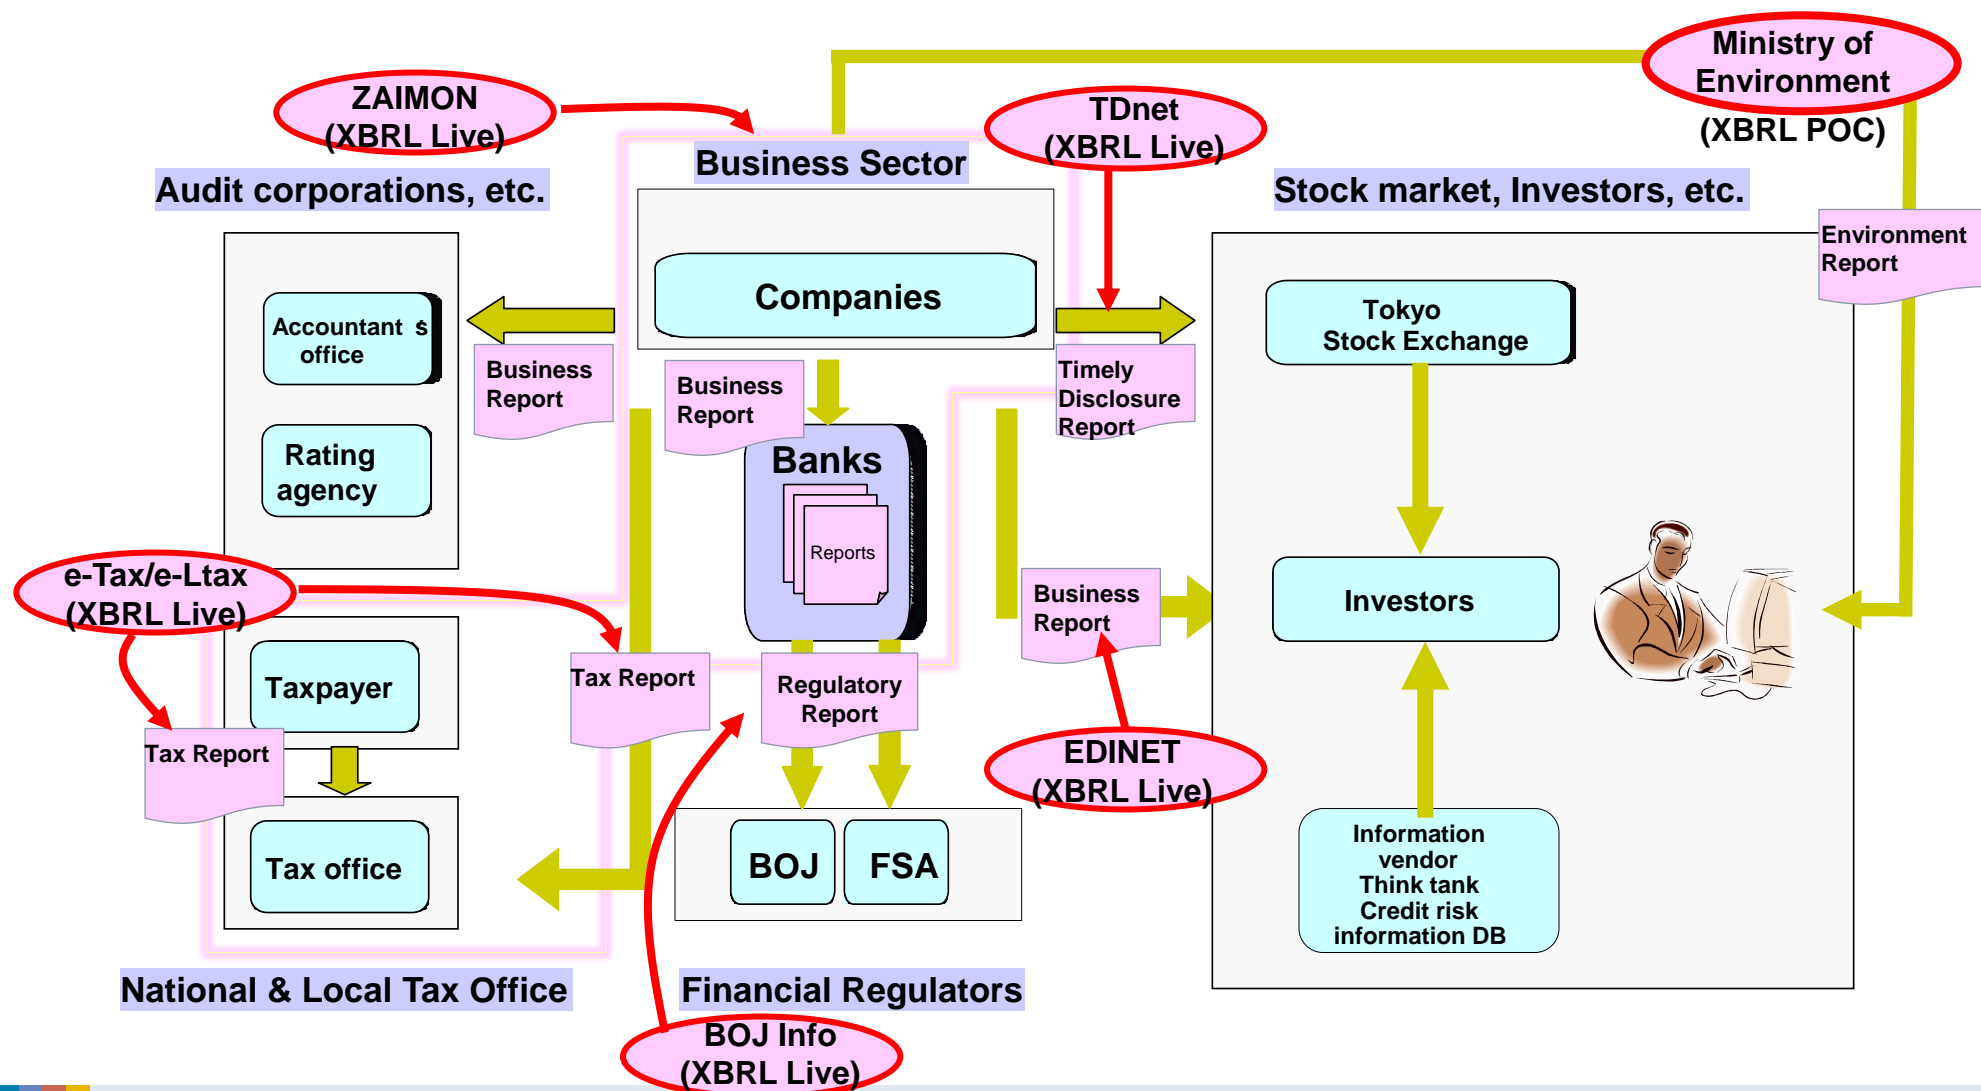 Ministry of
Environment
(XBRL POC)
ZAIMON
(XBRL Live)
TDnet
(XBRL Live)
Business Sector
Audit corporations, etc.
Stock market, Investors, etc.
Environment
Report
Companies
Tokyo
Stock Exchange
Accountant s
office
Business
Report
Business
Report
Timely
Disclosure
Report
Rating
agency
Banks
Reports
e-Tax/e-Ltax
(XBRL Live)
Business
Report
Investors
Taxpayer
Tax Report
Regulatory
Report
Tax Report
EDINET
(XBRL Live)
Tax office
BOJ
FSA
Information
vendor
Think tank
Credit risk
information DB
National & Local Tax Office
Financial Regulators
BOJ Info
(XBRL Live)